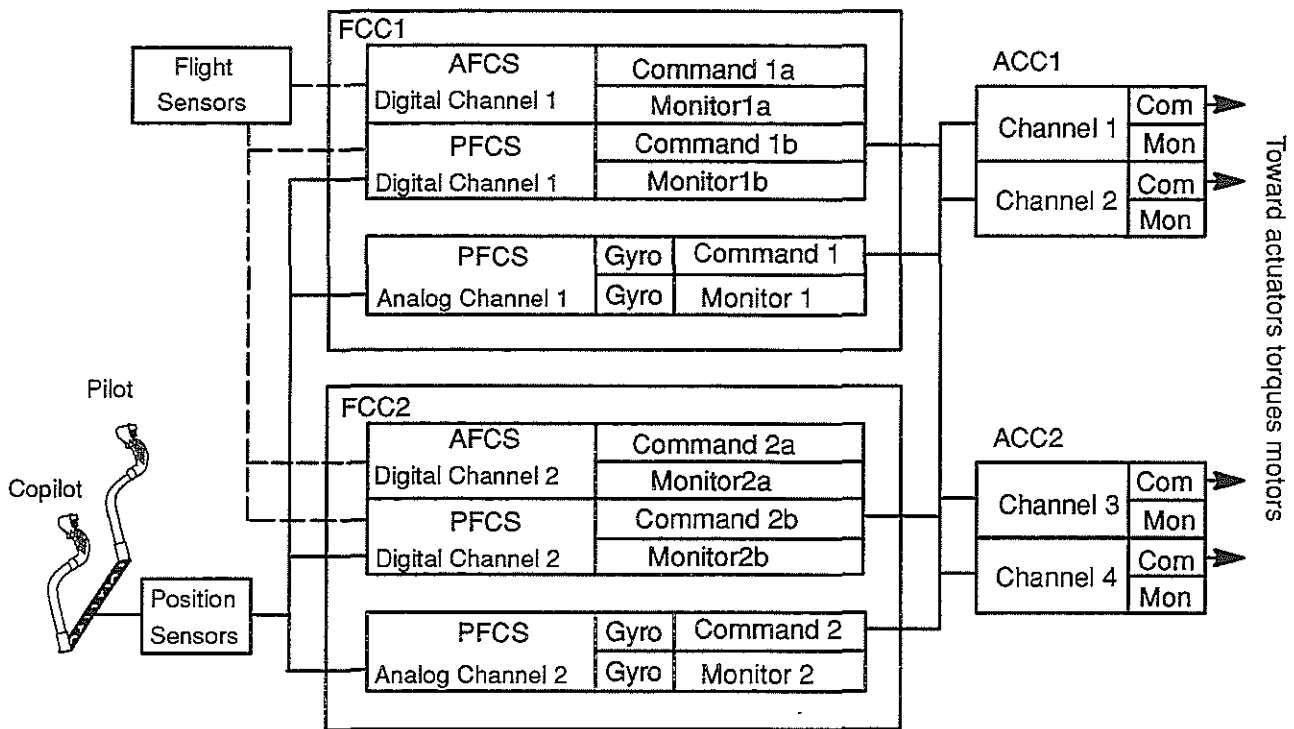 FCC1
Flight
Sensors
AFCS
Digital Channel 1
Command 1a
Monitor1a
PFCS
Digital Channel 1
Command 1b
Monitor1b
PFCS
Analog Channel 1
Gyro
Command 1
Gyro
Monitor 1
ACC1
Channel 1
Com
Mon
Channel 2
Com
Mon
Toward actuators torques motors
Pilot
Copilot
Position
Sensors
FCC2
AFCS
Digital Channel 2
Command 2a
Monitor2a
PFCS
Digital Channel 2
Command 2b
Monitor2b
PFCS
Analog Channel 2
Gyro
Command 2
Gyro
Monitor 2
ACC2
Channel 3
Com
Mon
Channel 4
Com
Mon